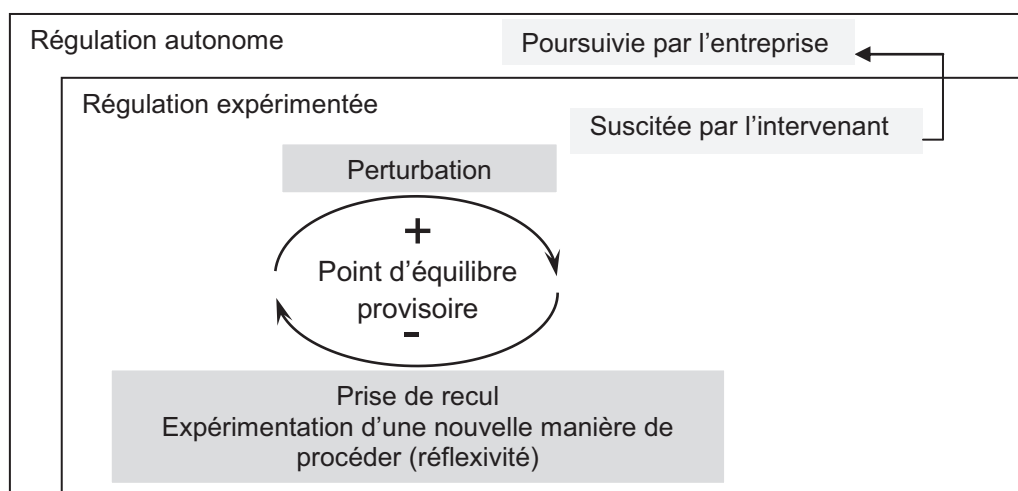 Régulation autonome
Poursuivie par l’entreprise
Régulation expérimentée
Suscitée par l’intervenant
Perturbation
+
Point d’équilibre
provisoire
-
Prise de recul
Expérimentation d’une nouvelle manière de
procéder (réflexivité)